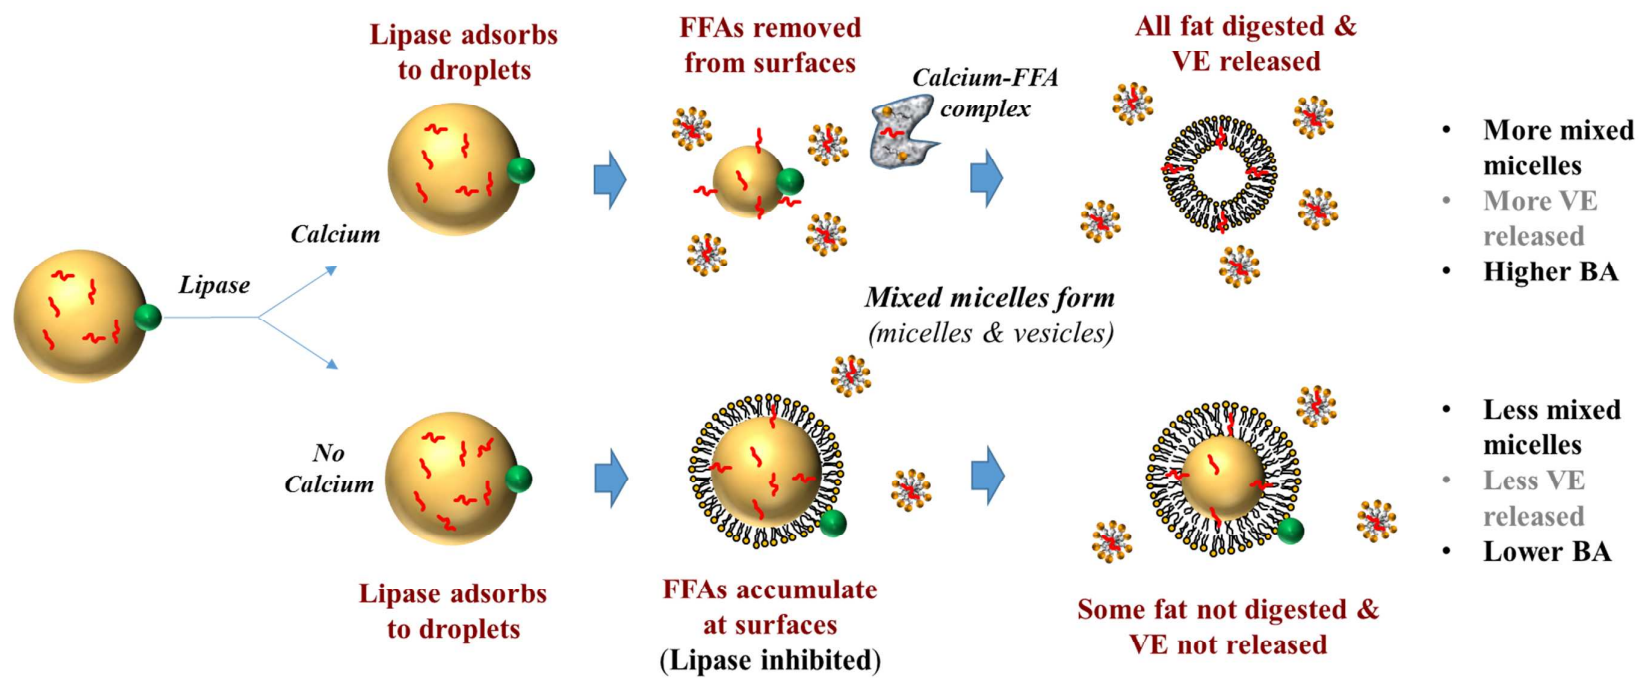 Lipase adsorbs
to droplets
FFAs removed
from surfaces
Calcium-FFA
complex
All fat digested &
VE released
• More mixed
micelles
• More VE
released
• Higher BA
Calcium
Lipase
Mixed micelles form
(micelles & vesicles)
No
Calcium
• Less mixed
micelles
• Less VE
released
• Lower BA
Lipase adsorbs
to droplets
FFAs accumulate
at surfaces
(Lipase inhibited)
Some fat not digested &
VE not released